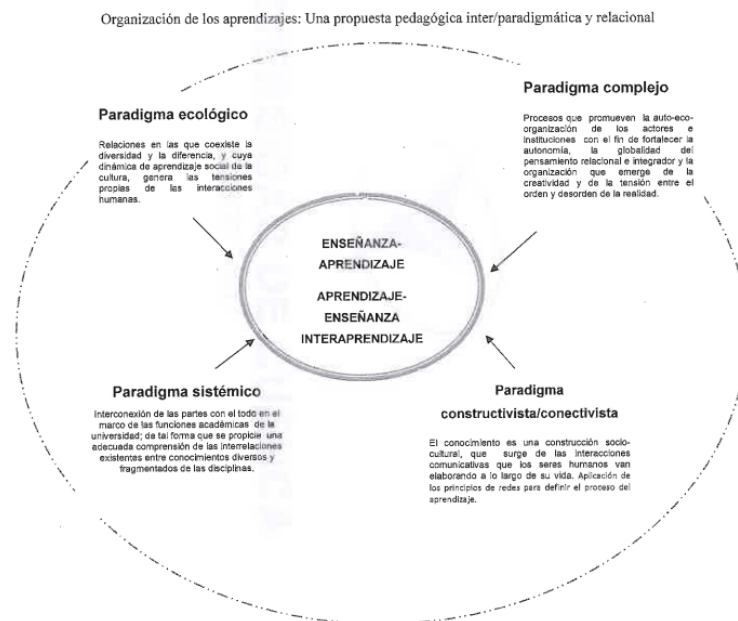 Organización de los aprendizajes: Una propuesta pedagógica inter/paradigmática y relacional
Paradigma ecológico
Relaciones en las que coexiste la
diversidad y la diferencia, y cuya
dinámica de aprendizaje social de la
cultura, genera las tensiones
propias de las interacciones
humanas.
Paradigma complejo
Procesos que promueven la auto-eco-
organización de los actores e
instituciones con el fin de fortalecer la
autonomía, la globalidad del
pensamiento relacional e integrador y la
organización que emerge de la
creatividad y de la tensión entre el
orden y desorden de la realidad.
ENSEÑANZA-
APRENDIZAJE
APRENDIZAJE-
ENSEÑANZA
INTERAPRENDIZAJE
Paradigma sistémico
Interconexión de las partes con el todo en el
marco de las funciones académicas de la
universidad; de tal forma que se propicie una
adecuada comprensión de las interrelaciones
existentes entre conocimientos diversos y
fragmentados de las disciplinas.
Paradigma
constructivista/conectivista
El conocimiento es una construcción socio-
cultural, que surge de las interacciones
comunicativas que los seres humanos van
elaborando a lo largo de su vida. Aplicación de
los principios de redes para definir el proceso del
aprendizaje.